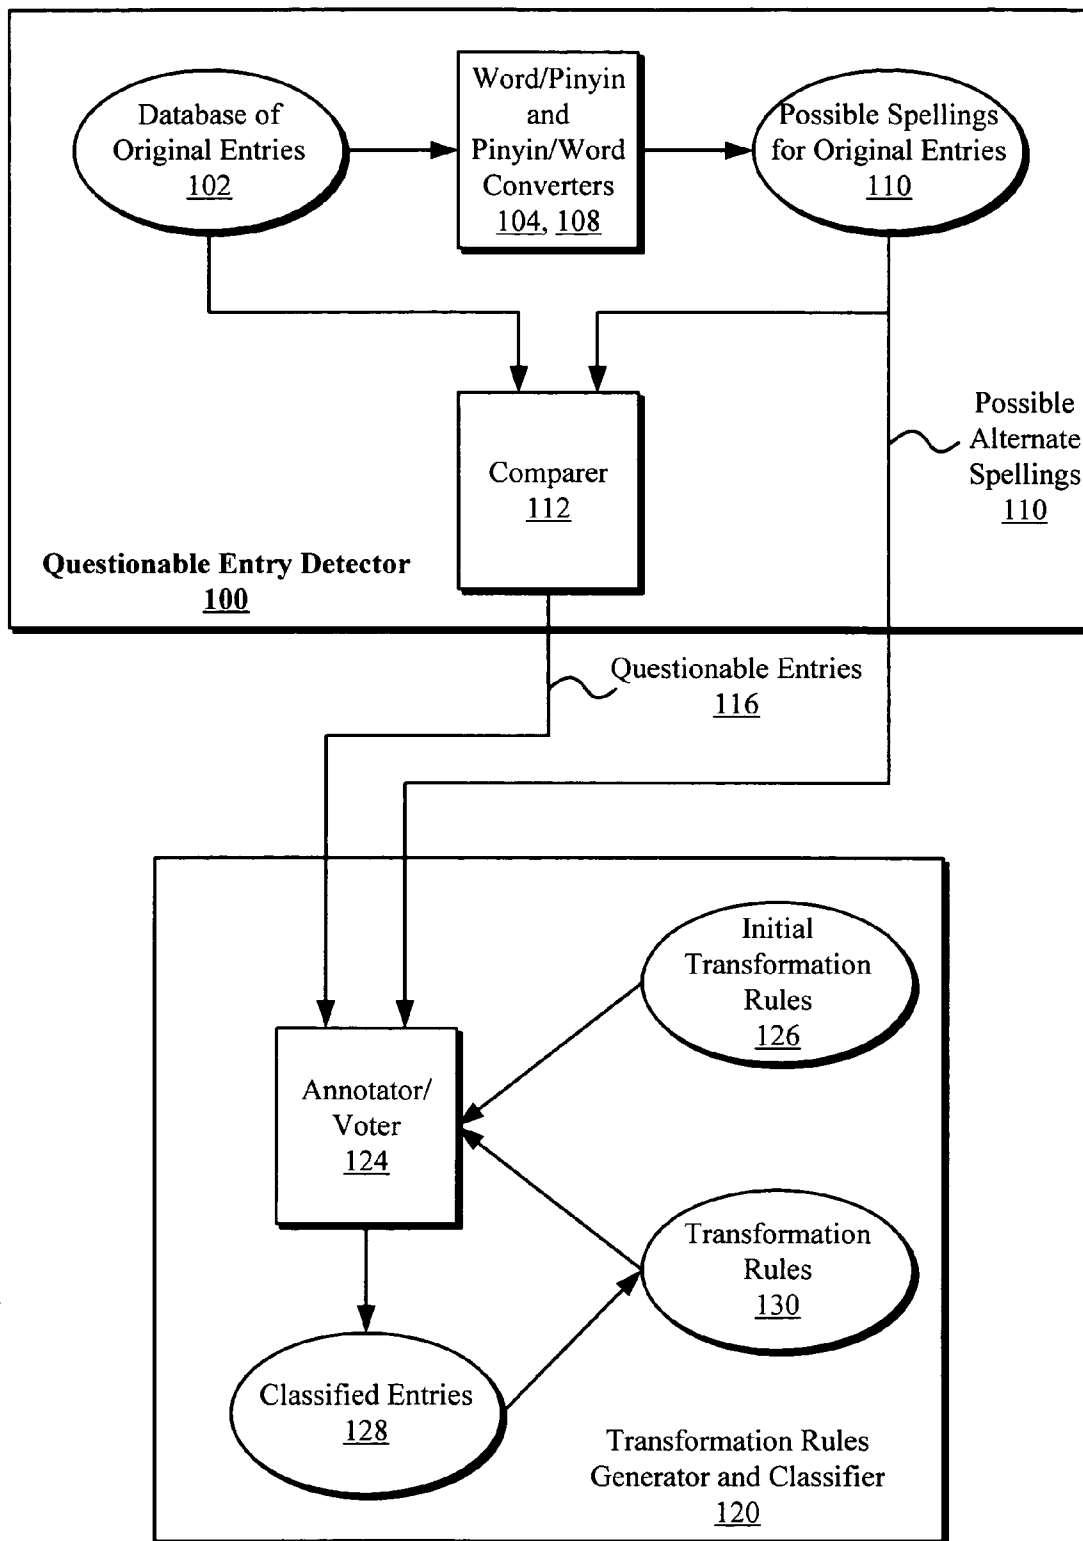 Database of
Original Entries
102
Word/Pinyin
and
Pinyin/Word
Converters
104, 108
Possible Spellings
for Original Entries
110
Possible
Alternate
Spellings
110
Comparer
112
Questionable Entry Detector
100
Questionable Entries
116
Initial
Transformation
Rules
126
Annotator/
Voter
124
Transformation
Rules
130
Classified Entries
128
Transformation Rules
Generator and Classifier
120